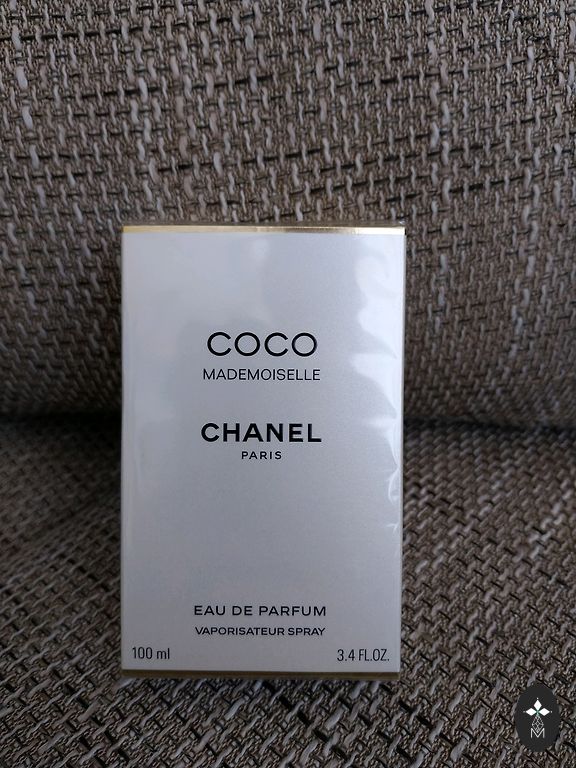 COCO
MADEMOISELLE
CHANEL
PARIS
EAU DE PARFUM
VAPORISATEUR SPRAY
100 ml 3.4 FL.OZ.
M